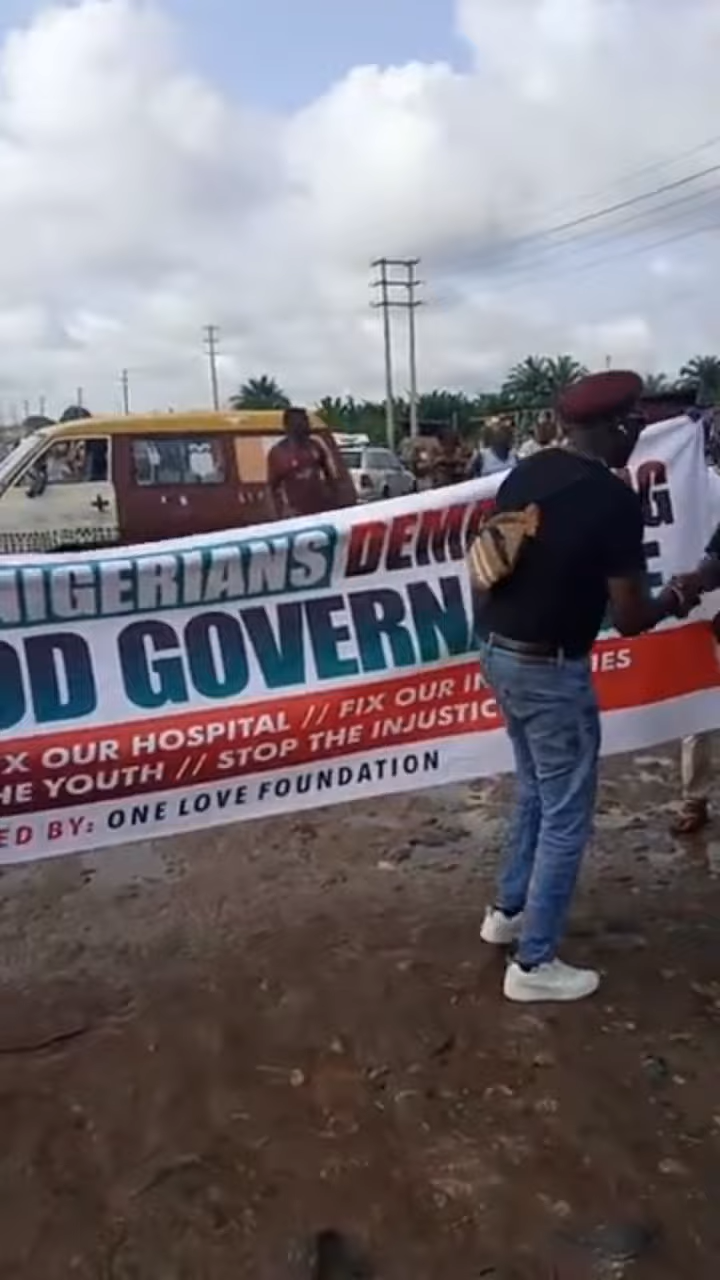 NIGERIANS DEM G
OD GOVERN E
X OUR HOSPITAL // FIX OUR IN IES
HE YOUTH // STOP THE INJUSTIC
ED BY: ONE LOVE FOUNDATION